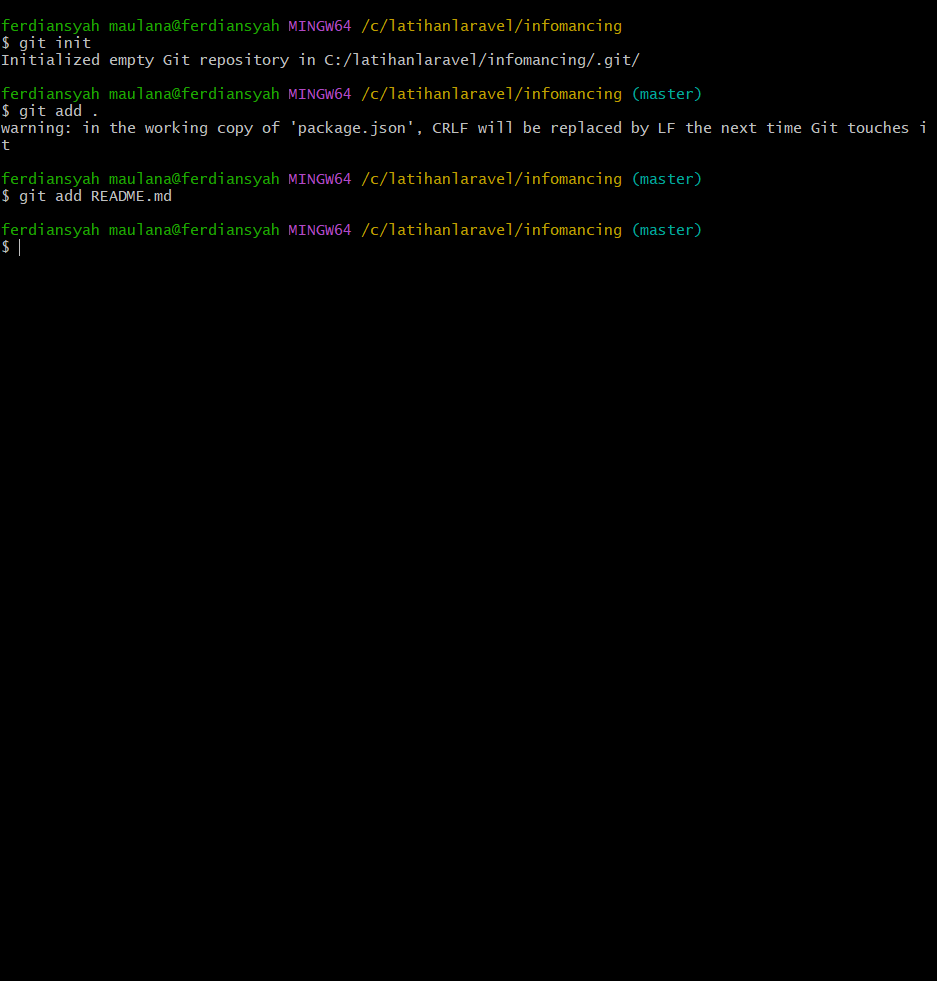 ferdiansyah maulana@ferdiansyah MINGW64 /c/latihanlaravel/infomancing
$ git init
Initialized empty Git repository in C:/latihanlaravel/infomancing/.git/
ferdiansyah maulana@ferdiansyah MINGW64 /c/latihanlaravel/infomancing (master)
$ git add .
warning: in the working copy of 'package.json', CRLF will be replaced by LF the next time Git touches i
t
ferdiansyah maulana@ferdiansyah MINGW64 /c/latihanlaravel/infomancing (master)
$ git add README.md
ferdiansyah maulana@ferdiansyah MINGW64 /c/latihanlaravel/infomancing (master)
$